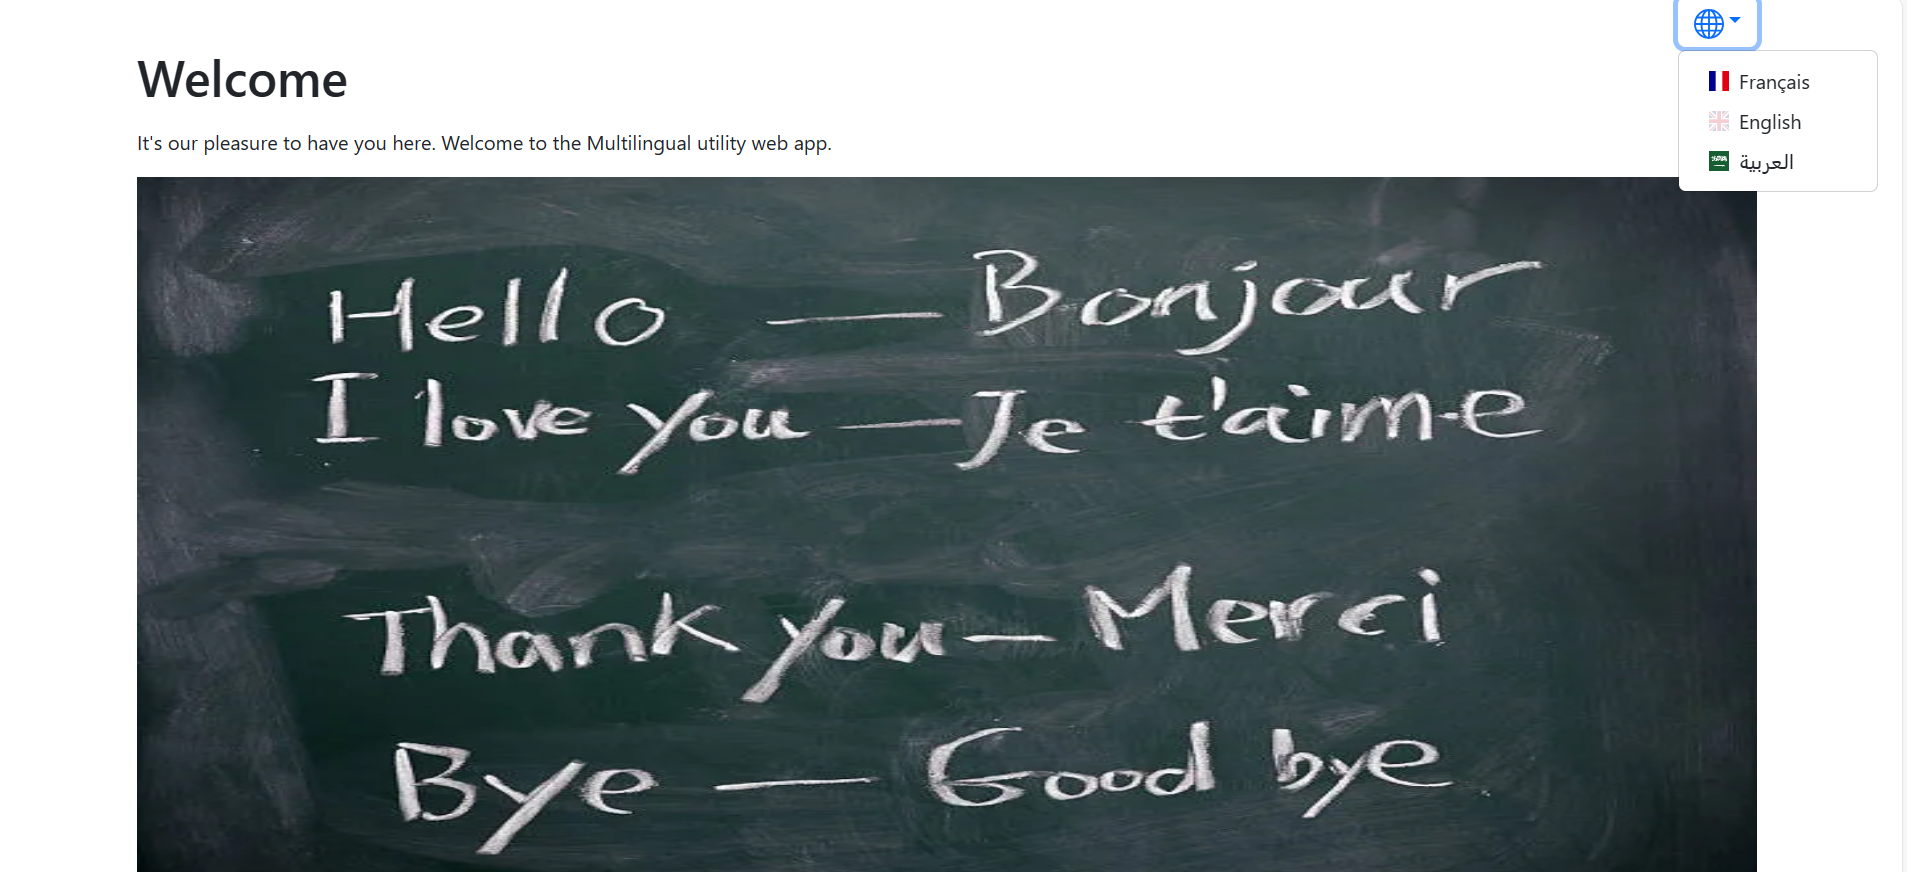 Welcome
It's our pleasure to have you here. Welcome to the Multilingual utility web app.
Français
English
العربية
Hello — Bonjour
I love you — Je t'aime
Thank you — Merci
Bye — Good bye